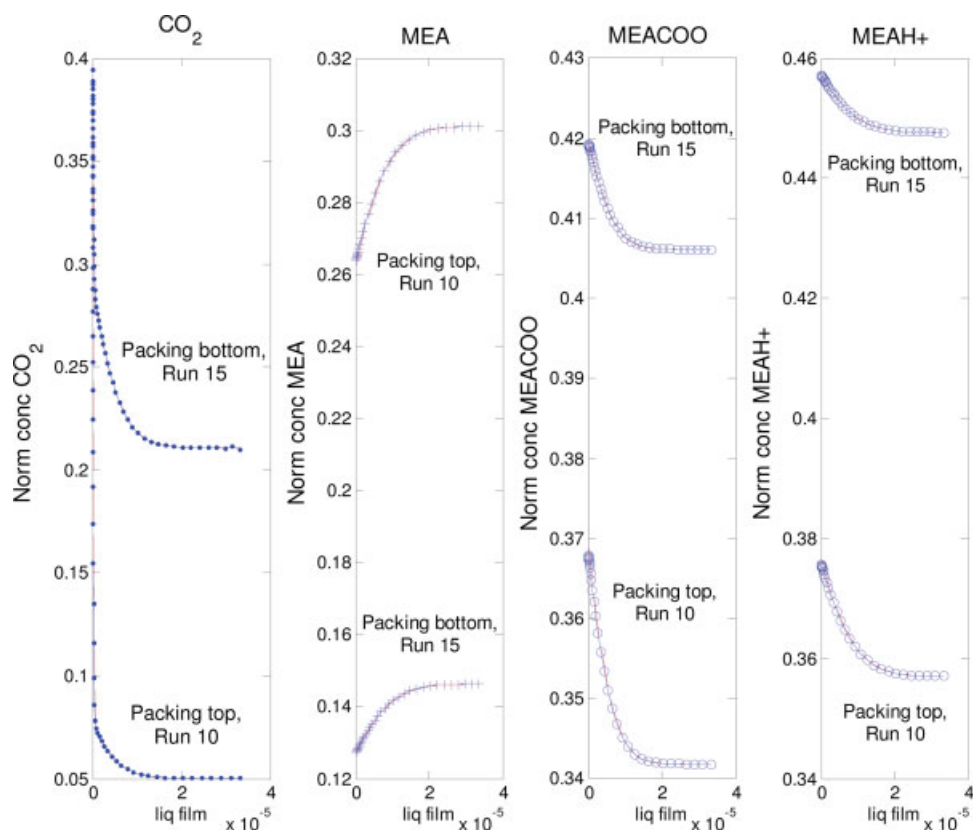 CO2
Norm conc CO2
0.4
0.35
0.3
0.25
0.2
0.15
0.1
0.05
Packing bottom,
Run 15
Packing top,
Run 10
0 2 4
liq film x 10-5
MEA
Norm conc MEA
0.32
0.3
0.28
0.26
0.24
0.22
0.2
0.18
0.16
0.14
0.12
Packing top,
Run 10
Packing bottom,
Run 15
0 2 4
liq film x 10-5
MEACOO
Norm conc MEACOO
0.43
0.42
0.41
0.4
0.39
0.38
0.37
0.36
0.35
0.34
Packing bottom,
Run 15
Packing top,
Run 10
0 2 4
liq film x 10-5
MEAH+
Norm conc MEAH+
0.46
0.44
0.42
0.4
0.38
0.36
0.34
Packing bottom,
Run 15
Packing top,
Run 10
0 2 4
liq film x 10-5